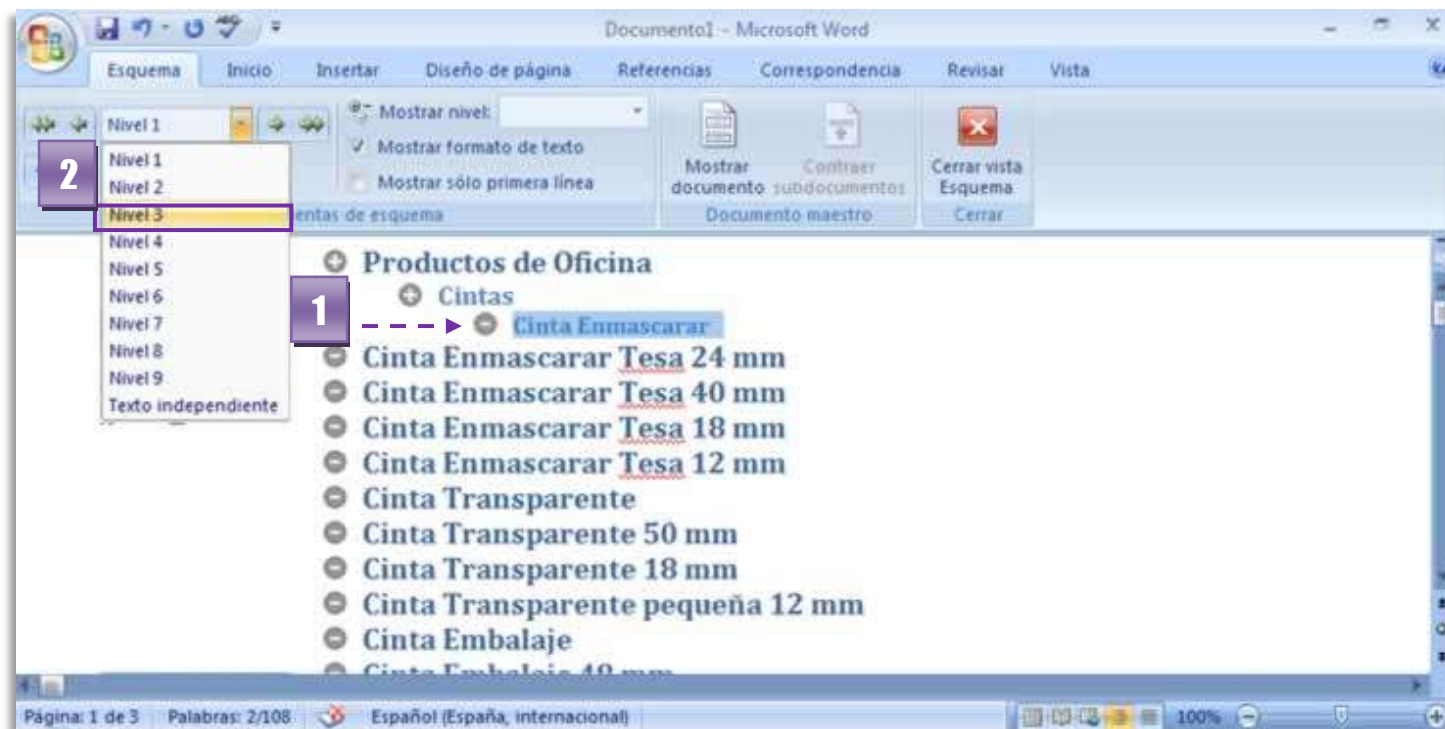 Documento1 - Microsoft Word
Esquema Inicio Insertar Diseño de página Referencias Correspondencia Revisar Vista
Nivel 1
Mostrar nivel:
Mostrar formato de texto
Mostrar sólo primera línea
Mostrar documento
Contraer subdocumentos
Cerrar vista Esquema
entas de esquema
Documento maestro
Cerrar
2
Nivel 1
Nivel 2
Nivel 3
Nivel 4
Nivel 5
Nivel 6
Nivel 7
Nivel 8
Nivel 9
Texto independiente
1
Productos de Oficina
Cintas
Cinta Enmascarar
Cinta Enmascarar Tesa 24 mm
Cinta Enmascarar Tesa 40 mm
Cinta Enmascarar Tesa 18 mm
Cinta Enmascarar Tesa 12 mm
Cinta Transparente
Cinta Transparente 50 mm
Cinta Transparente 18 mm
Cinta Transparente pequeña 12 mm
Cinta Embalaje
Cinta Embalaje 48 mm
Página: 1 de 3 Palabras: 2/108 Español (España, internacional) 100%